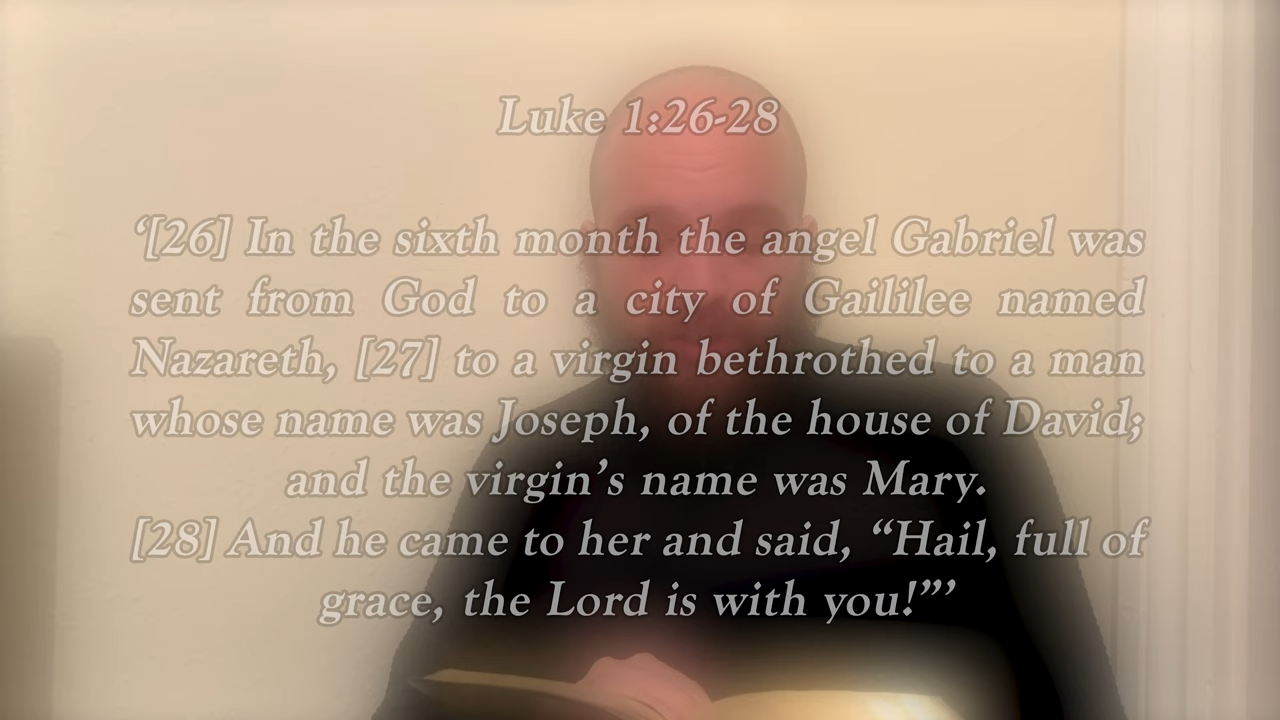 Luke 1:26-28
‘[26] In the sixth month the angel Gabriel was
sent from God to a city of Gaililee named
Nazareth, [27] to a virgin bethrothed to a man
whose name was Joseph, of the house of David;
and the virgin’s name was Mary.
[28] And he came to her and said, “Hail, full of
grace, the Lord is with you!”’